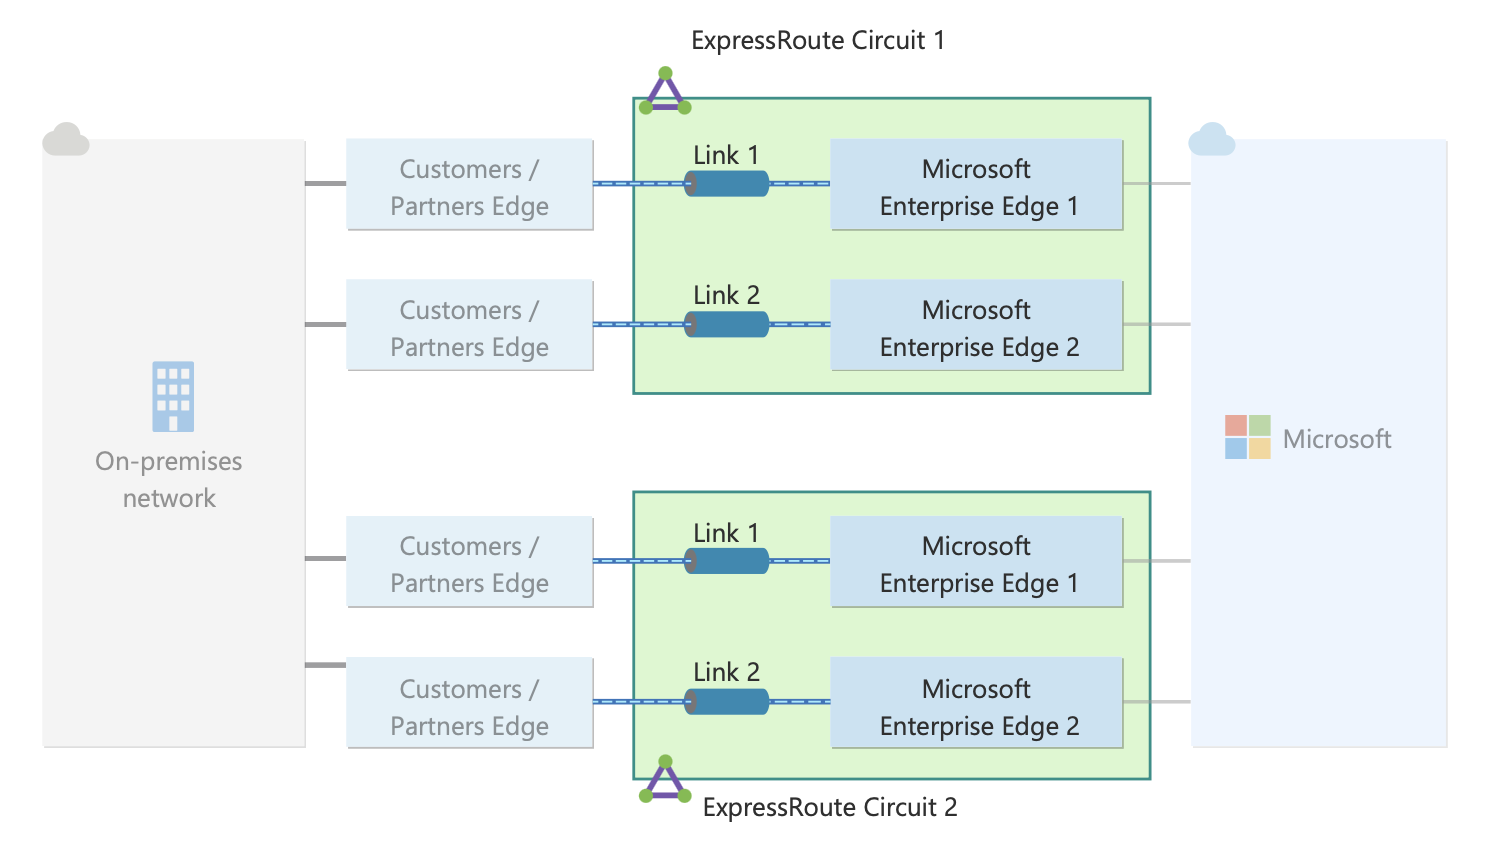 ExpressRoute Circuit 1
Customers /
Partners Edge
Link 1
Microsoft
Enterprise Edge 1
Customers /
Partners Edge
Link 2
Microsoft
Enterprise Edge 2
On-premises
network
Microsoft
Customers /
Partners Edge
Link 1
Microsoft
Enterprise Edge 1
Customers /
Partners Edge
Link 2
Microsoft
Enterprise Edge 2
ExpressRoute Circuit 2